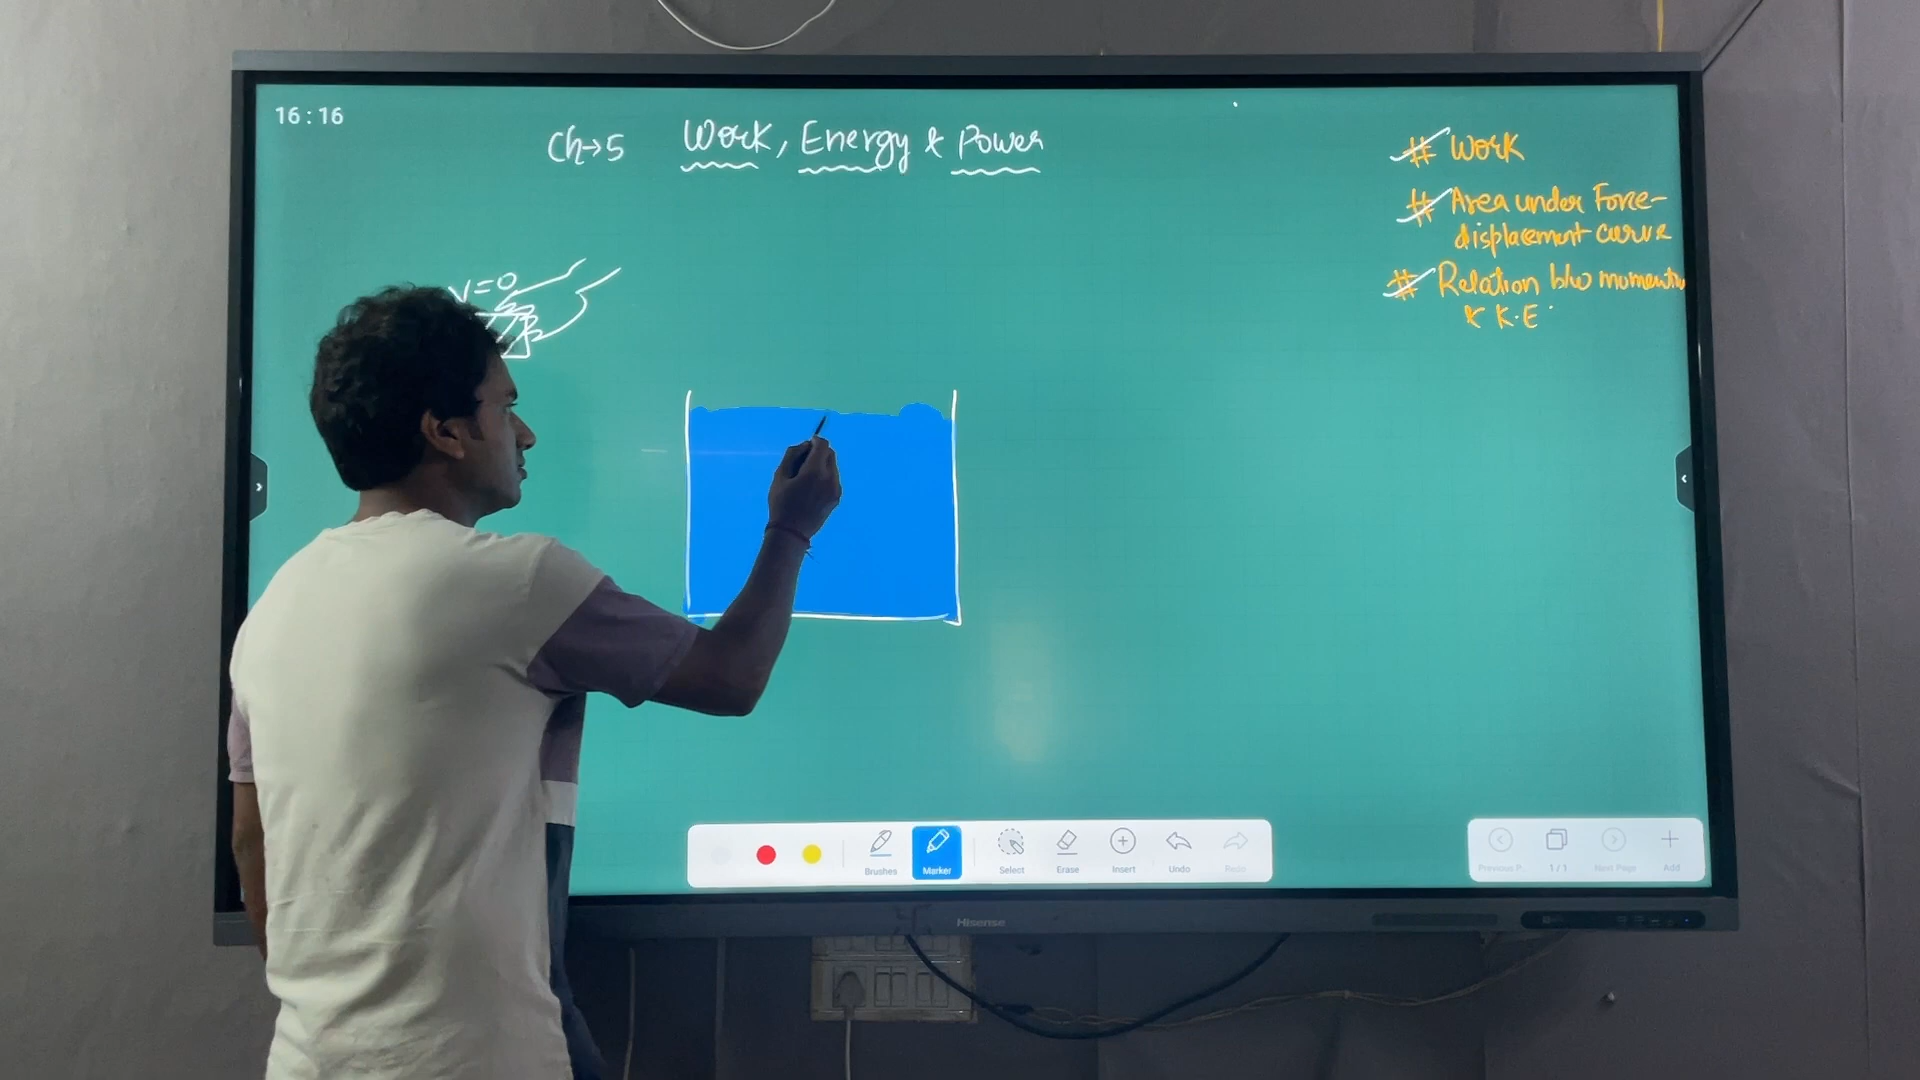 16:16
Ch→5 Work, Energy & Power
# Work
# Area under Force-
displacement curve
# Relation b/w momentum
& K.E.
V=0
Brushes
Marker
Select
Erase
Insert
Undo
Redo
Previous P..
1/1
Next Page
Add
Hisense